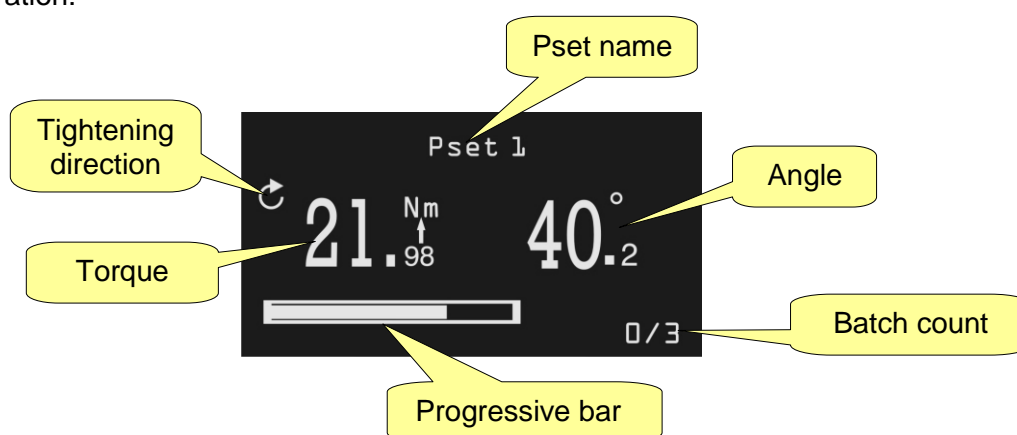 ation.
Pset name
Tightening
direction
Pset 1
Angle
21.98 Nm
40.2°
Torque
0/3
Batch count
Progressive bar